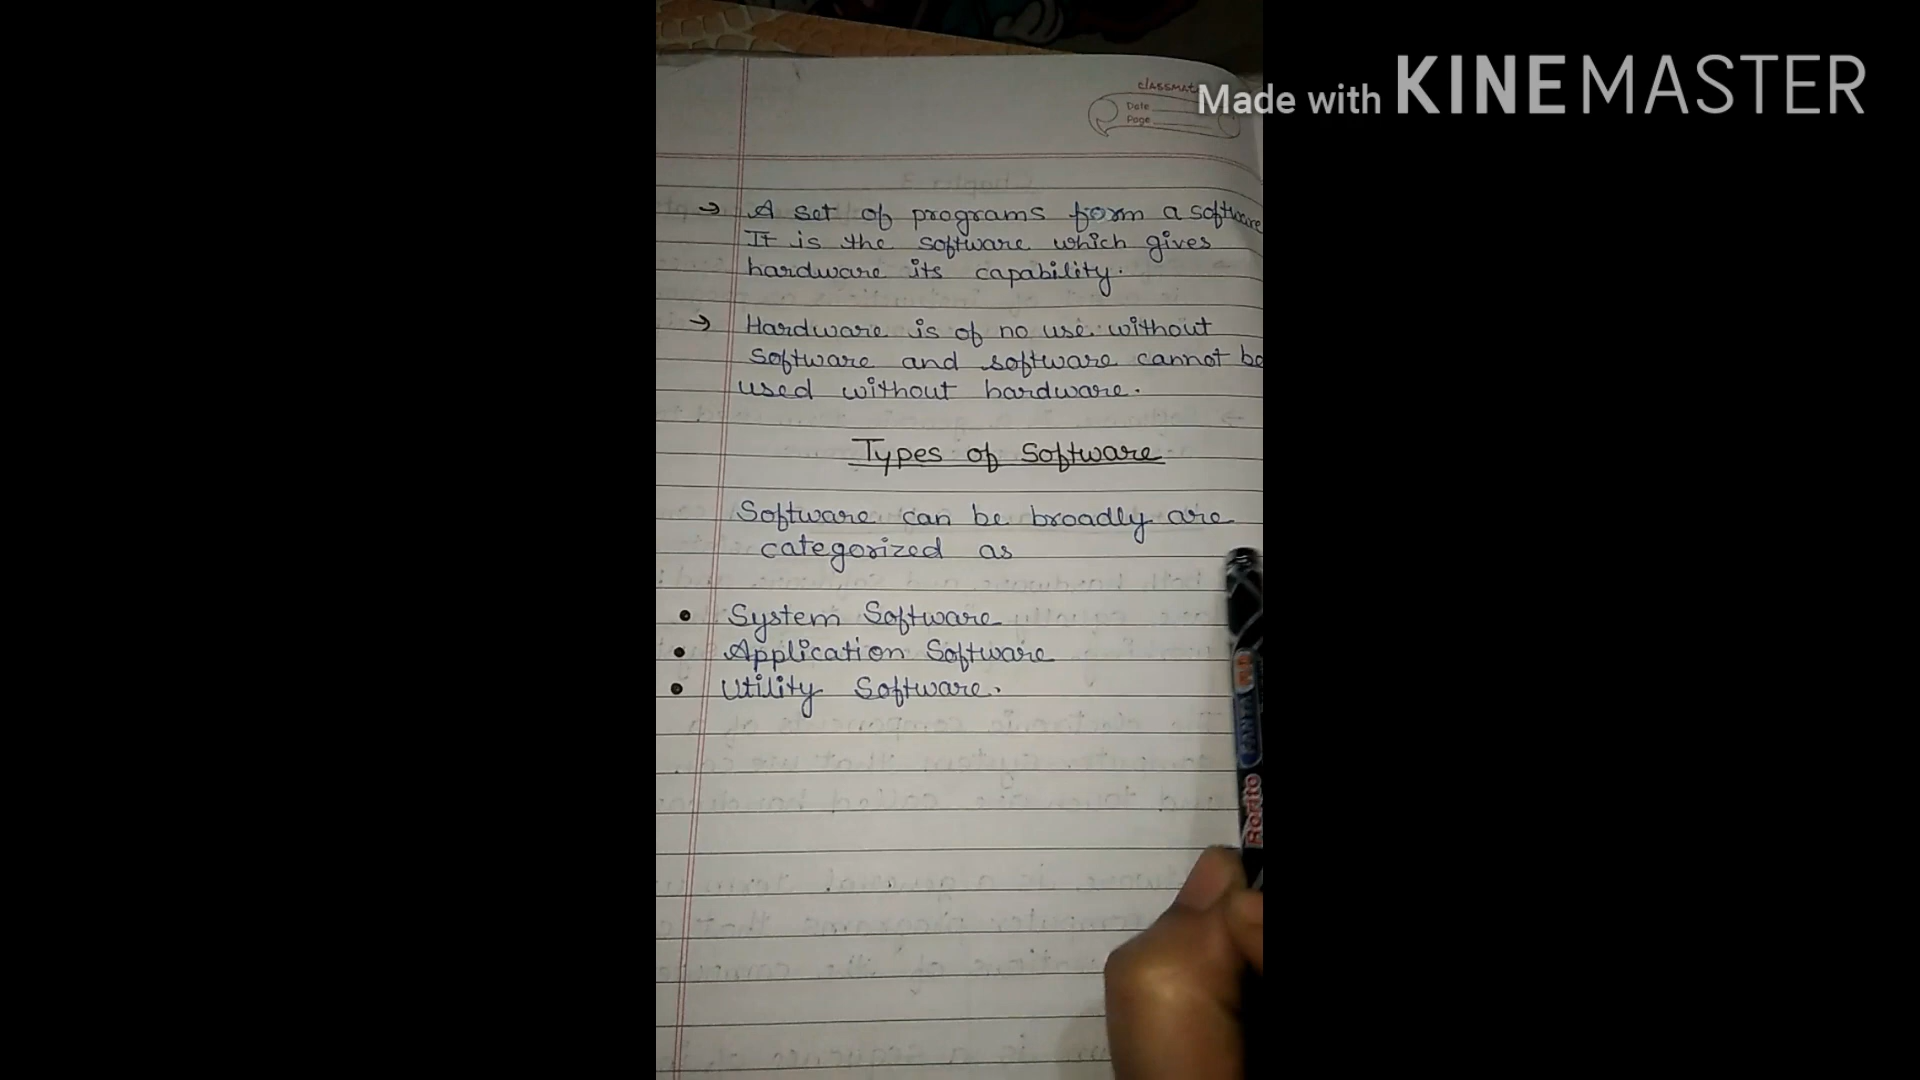 Made with KINEMASTER
classmat
Date
Page
→ A set of programs form a software
It is the software which gives
hardware its capability.
→ Hardware is of no use without
software and software cannot be
used without hardware.
Types of Software
Software can be broadly are
categorized as
• System Software
• Application Software
• Utility Software.
Rorito